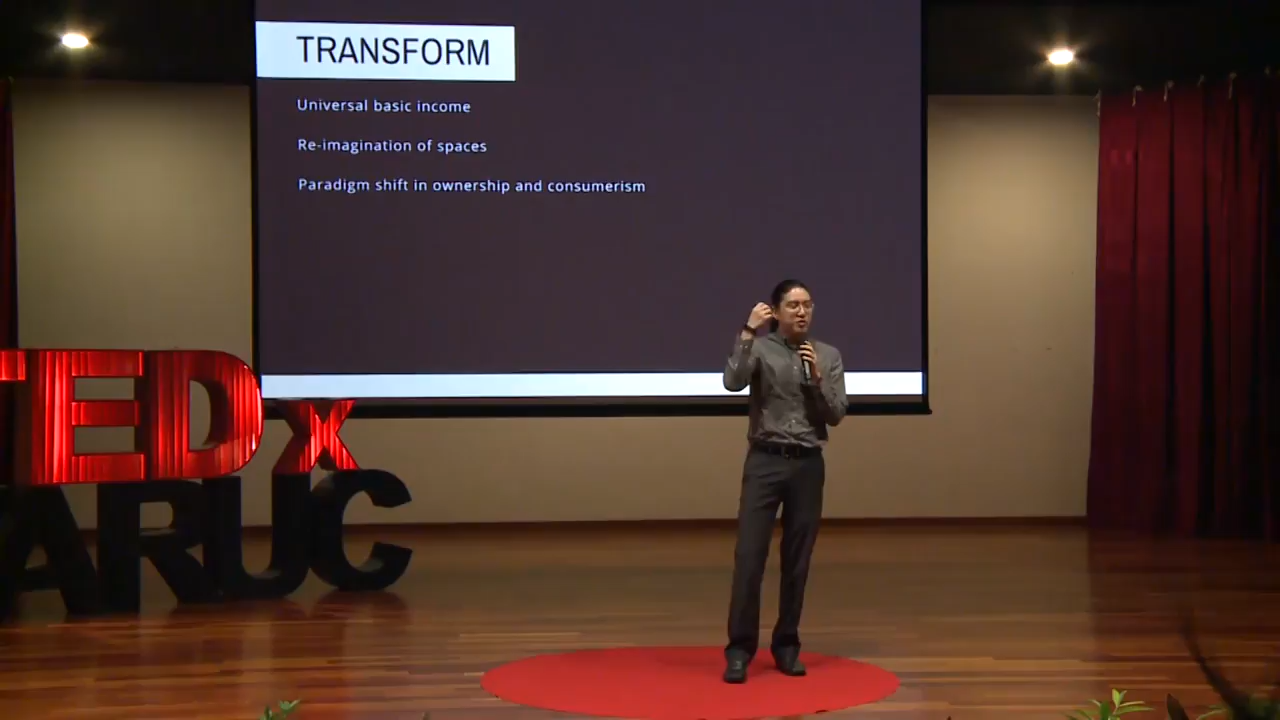 TRANSFORM
Universal basic income
Re-imagination of spaces
Paradigm shift in ownership and consumerism
TEDx
ARUC